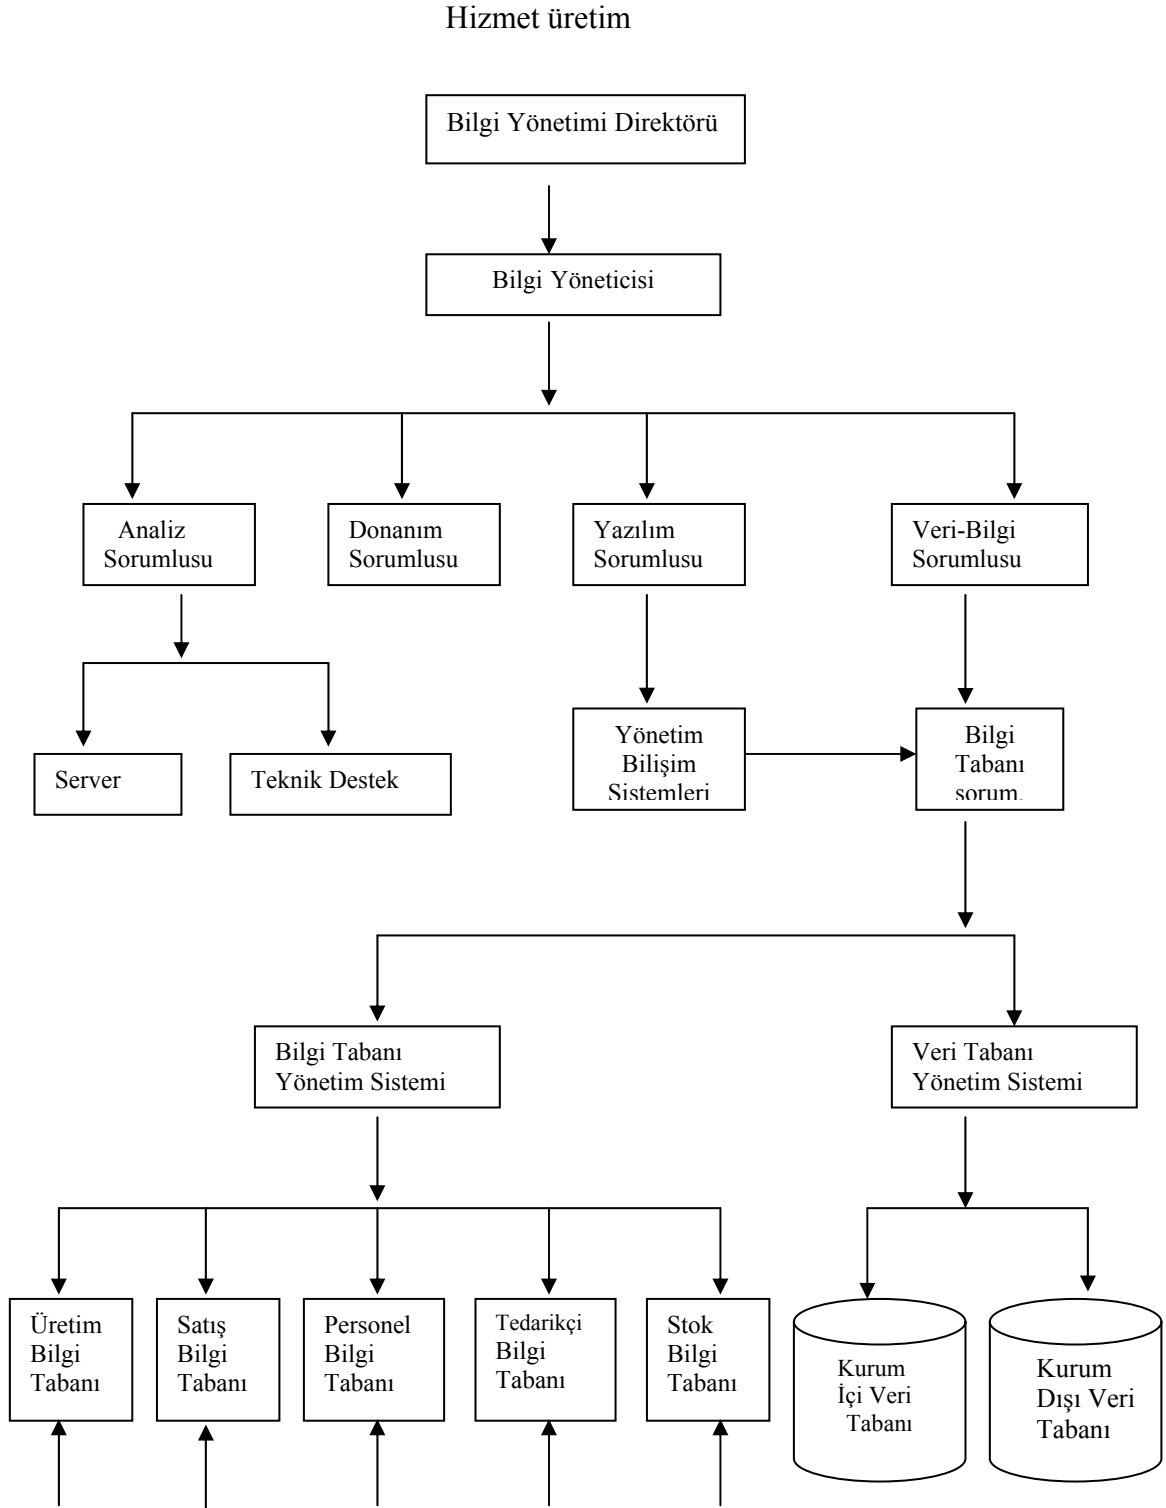 Hizmet üretim
Bilgi Yönetimi Direktörü
Bilgi Yöneticisi
Analiz
Sorumlusu
Donanım
Sorumlusu
Yazılım
Sorumlusu
Veri-Bilgi
Sorumlusu
Server
Teknik Destek
Yönetim
Bilişim
Sistemleri
Bilgi
Tabanı
sorum.
Bilgi Tabanı
Yönetim Sistemi
Veri Tabanı
Yönetim Sistemi
Üretim
Bilgi
Tabanı
Satış
Bilgi
Tabanı
Personel
Bilgi
Tabanı
Tedarikçi
Bilgi
Tabanı
Stok
Bilgi
Tabanı
Kurum
İçi Veri
Tabanı
Kurum
Dışı Veri
Tabanı